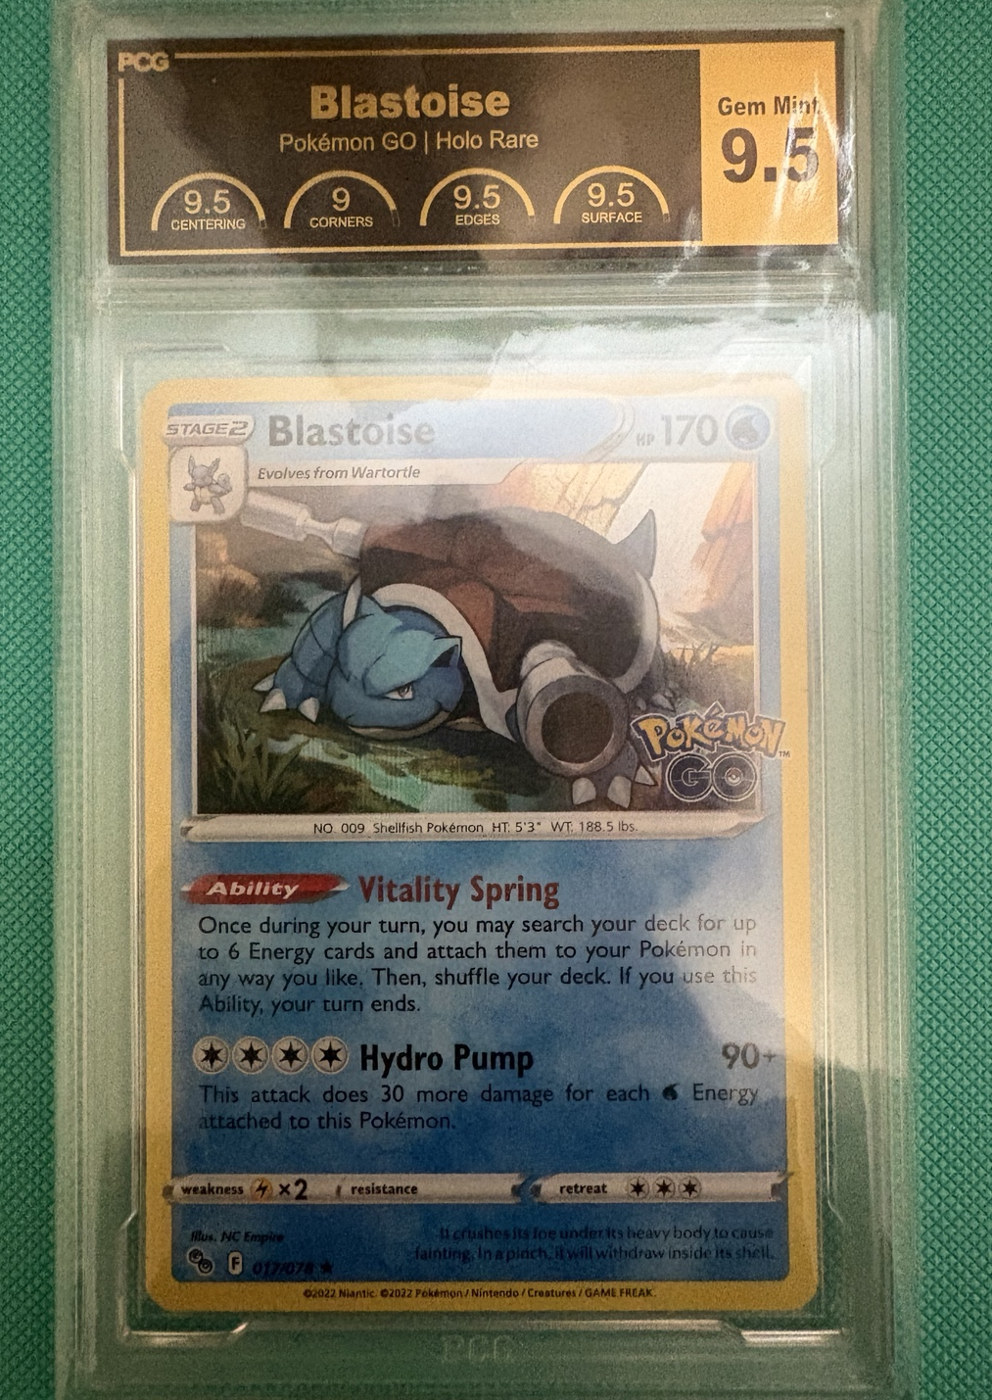 PCG
Blastoise
Pokémon GO | Holo Rare
9.5 CENTERING
9 CORNERS
9.5 EDGES
9.5 SURFACE
Gem Mint
9.5
STAGE2 Blastoise HP 170
Evolves from Wartortle
POKéMON™
GO
NO. 009 Shellfish Pokémon HT: 5'3" WT: 188.5 lbs.
Ability Vitality Spring
Once during your turn, you may search your deck for up
to 6 Energy cards and attach them to your Pokémon in
any way you like. Then, shuffle your deck. If you use this
Ability, your turn ends.
Hydro Pump 90+
This attack does 30 more damage for each Energy
attached to this Pokémon.
weakness ×2 resistance retreat
Illus. NC Empire
It crushes its foe under its heavy body to cause
fainting. In a pinch, it will withdraw inside its shell.
F 017/078
©2022 Niantic. ©2022 Pokémon / Nintendo / Creatures / GAME FREAK.
PCG